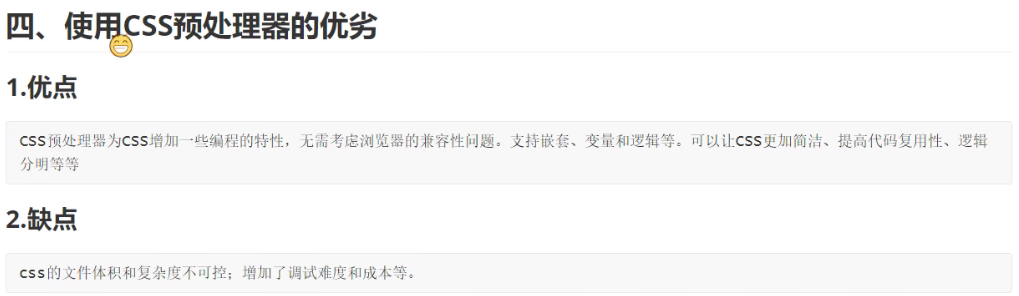 四、使用CSS预处理器的优劣
1.优点
CSS预处理器为CSS增加一些编程的特性，无需考虑浏览器的兼容性问题。支持嵌套、变量和逻辑等。可以让CSS更加简洁、提高代码复用性、逻辑
分明等等
2.缺点
css的文件体积和复杂度不可控；增加了调试难度和成本等。